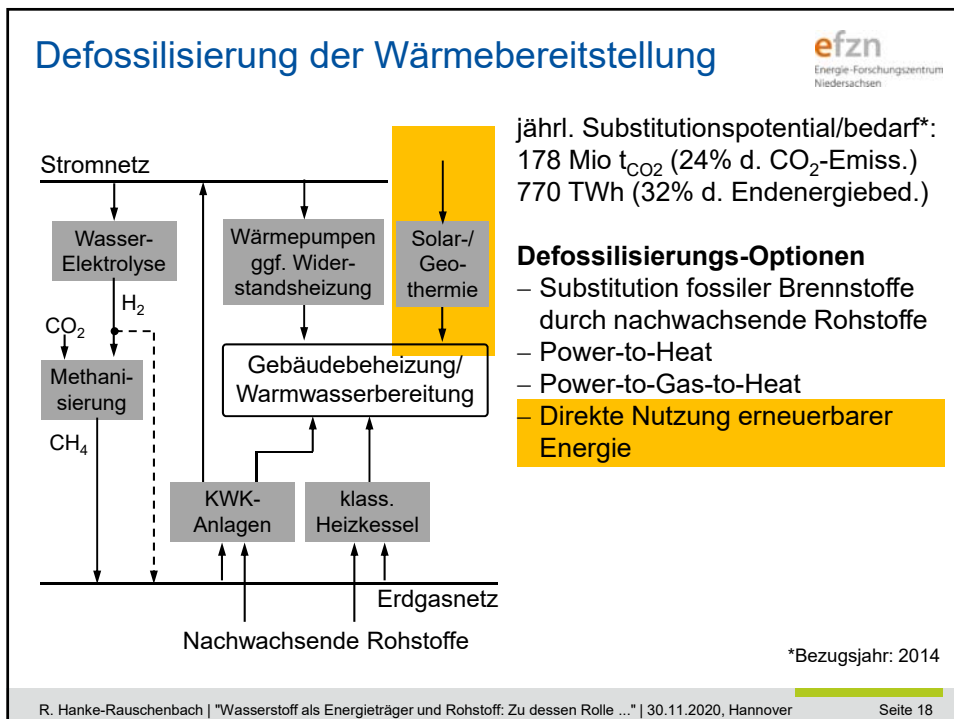 Defossilisierung der Wärmebereitstellung
efzn
Energie-Forschungszentrum
Niedersachsen
Stromnetz
Wasser-
Elektrolyse
Wärmepumpen
ggf. Wider-
standsheizung
Solar-/
Geo-
thermie
H₂
CO₂
Methani-
sierung
CH₄
Gebäudebeheizung/
Warmwasserbereitung
KWK-
Anlagen
klass.
Heizkessel
Erdgasnetz
Nachwachsende Rohstoffe
jährl. Substitutionspotential/bedarf*:
178 Mio t_CO₂ (24% d. CO₂-Emiss.)
770 TWh (32% d. Endenergiebed.)
Defossilisierungs-Optionen
– Substitution fossiler Brennstoffe
durch nachwachsende Rohstoffe
– Power-to-Heat
– Power-to-Gas-to-Heat
– Direkte Nutzung erneuerbarer
Energie
*Bezugsjahr: 2014
R. Hanke-Rauschenbach | "Wasserstoff als Energieträger und Rohstoff: Zu dessen Rolle ..." | 30.11.2020, Hannover
Seite 18